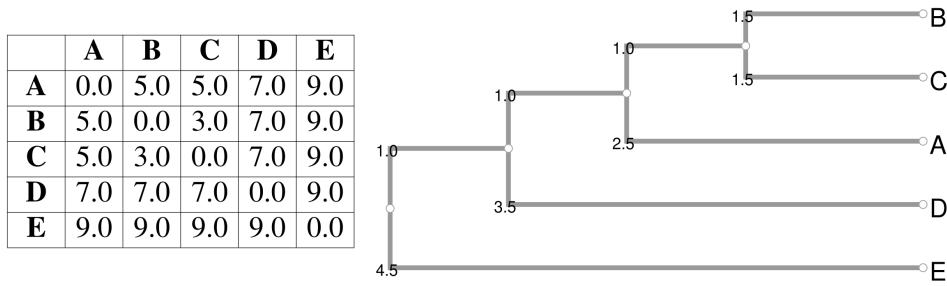 A B C D E
A 0.0 5.0 5.0 7.0 9.0
B 5.0 0.0 3.0 7.0 9.0
C 5.0 3.0 0.0 7.0 9.0
D 7.0 7.0 7.0 0.0 9.0
E 9.0 9.0 9.0 9.0 0.0
1.5 B
1.0
1.5 C
1.0
2.5 A
1.0
3.5 D
4.5 E